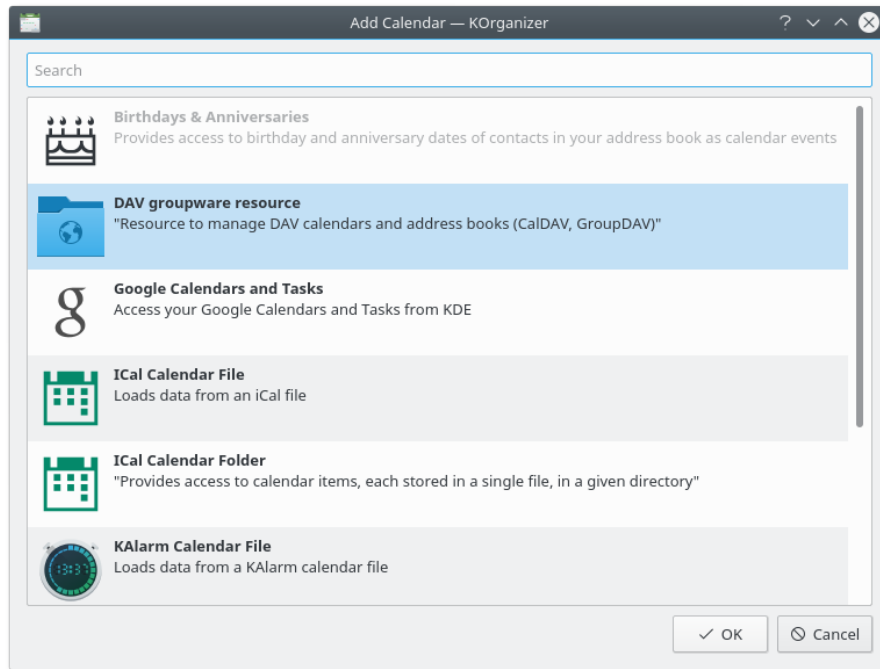 Add Calendar — KOrganizer
Search
Birthdays & Anniversaries
Provides access to birthday and anniversary dates of contacts in your address book as calendar events
DAV groupware resource
"Resource to manage DAV calendars and address books (CalDAV, GroupDAV)"
g
Google Calendars and Tasks
Access your Google Calendars and Tasks from KDE
ICal Calendar File
Loads data from an iCal file
ICal Calendar Folder
"Provides access to calendar items, each stored in a single file, in a given directory"
KAlarm Calendar File
13:37
Loads data from a KAlarm calendar file
OK
Cancel